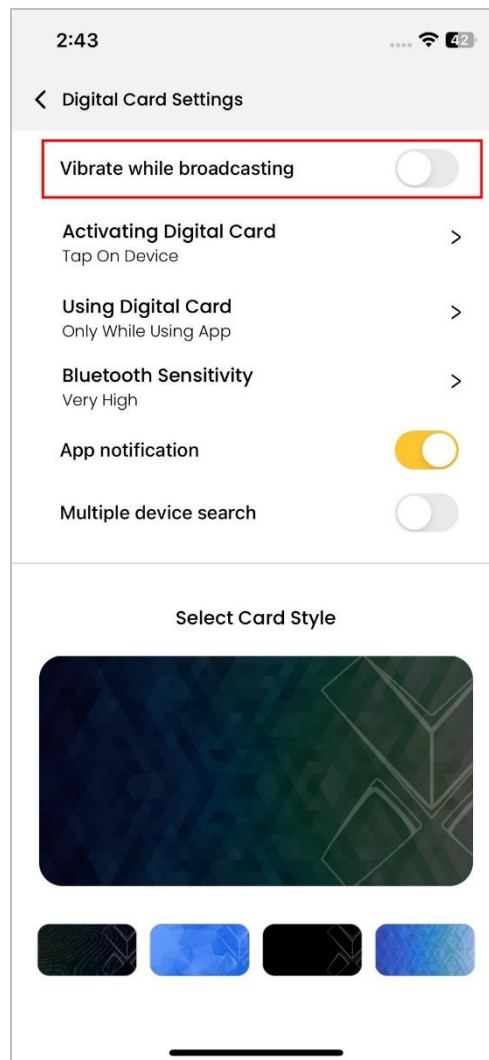 2:43
42
Digital Card Settings
Vibrate while broadcasting
Activating Digital Card
Tap On Device
Using Digital Card
Only While Using App
Bluetooth Sensitivity
Very High
App notification
Multiple device search
Select Card Style